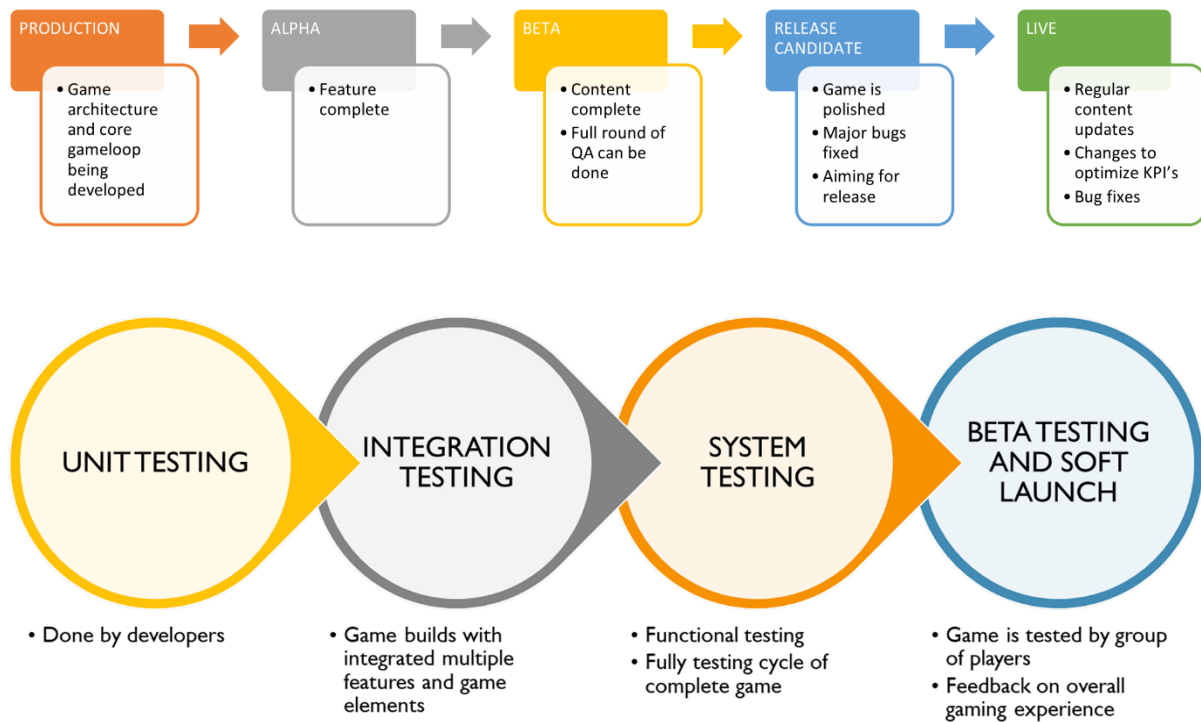 PRODUCTION
• Game
architecture
and core
gameloop
being
developed
ALPHA
• Feature
complete
BETA
• Content
complete
• Full round of
QA can be
done
RELEASE
CANDIDATE
• Game is
polished
• Major bugs
fixed
• Aiming for
release
LIVE
• Regular
content
updates
• Changes to
optimize KPI's
• Bug fixes
UNIT TESTING
• Done by developers
INTEGRATION
TESTING
• Game builds with
integrated multiple
features and game
elements
SYSTEM
TESTING
• Functional testing
• Fully testing cycle of
complete game
BETA TESTING
AND SOFT
LAUNCH
• Game is tested by group
of players
• Feedback on overall
gaming experience